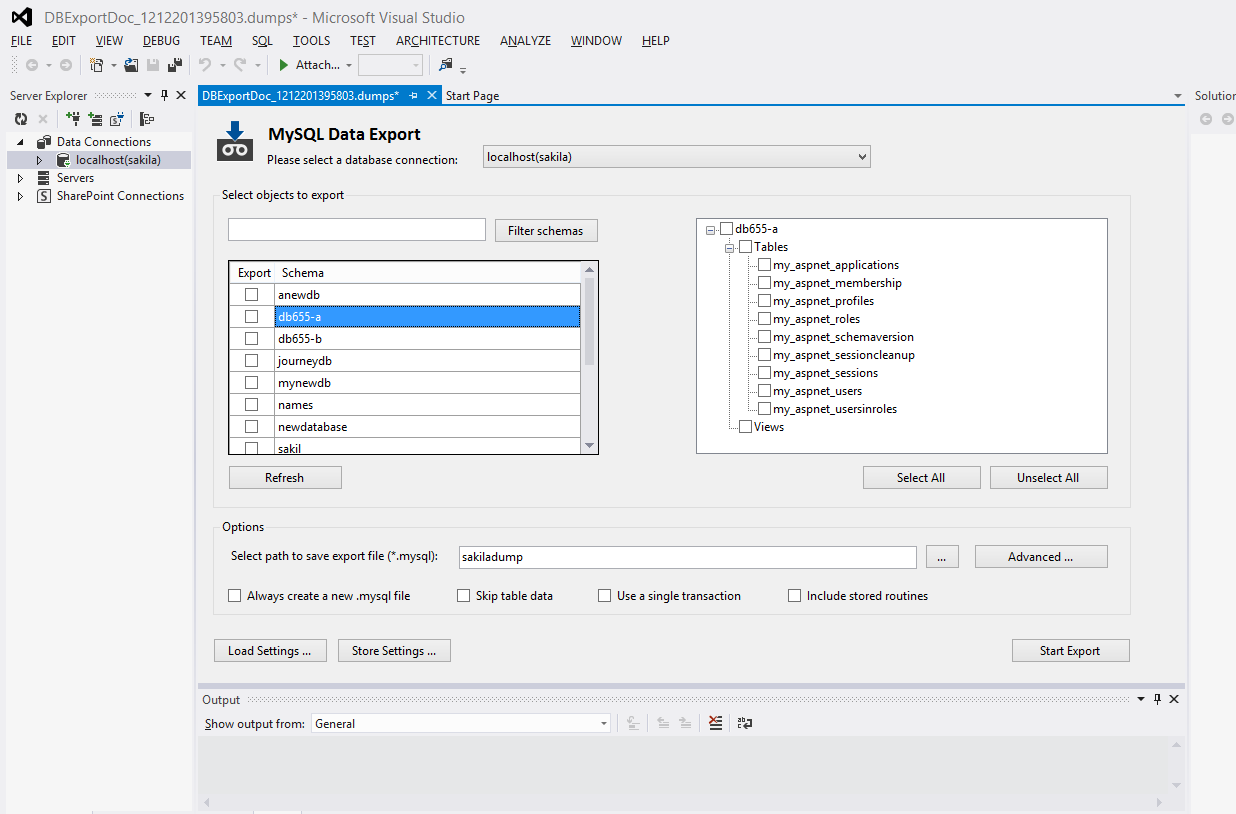 DBExportDoc_1212201395803.dumps* - Microsoft Visual Studio
FILE EDIT VIEW DEBUG TEAM SQL TOOLS TEST ARCHITECTURE ANALYZE WINDOW HELP
Attach...
Server Explorer
Data Connections
localhost(sakila)
Servers
SharePoint Connections
DBExportDoc_1212201395803.dumps* Start Page
Solution
MySQL Data Export
Please select a database connection: localhost(sakila)
Select objects to export
Filter schemas
Export Schema
anewdb
db655-a
db655-b
journeydb
mynewdb
names
newdatabase
sakil
Refresh
db655-a
Tables
my_aspnet_applications
my_aspnet_membership
my_aspnet_profiles
my_aspnet_roles
my_aspnet_schemaversion
my_aspnet_sessioncleanup
my_aspnet_sessions
my_aspnet_users
my_aspnet_usersinroles
Views
Select All Unselect All
Options
Select path to save export file (*.mysql): sakiladump ... Advanced ...
Always create a new .mysql file Skip table data Use a single transaction Include stored routines
Load Settings ... Store Settings ... Start Export
Output
Show output from: General